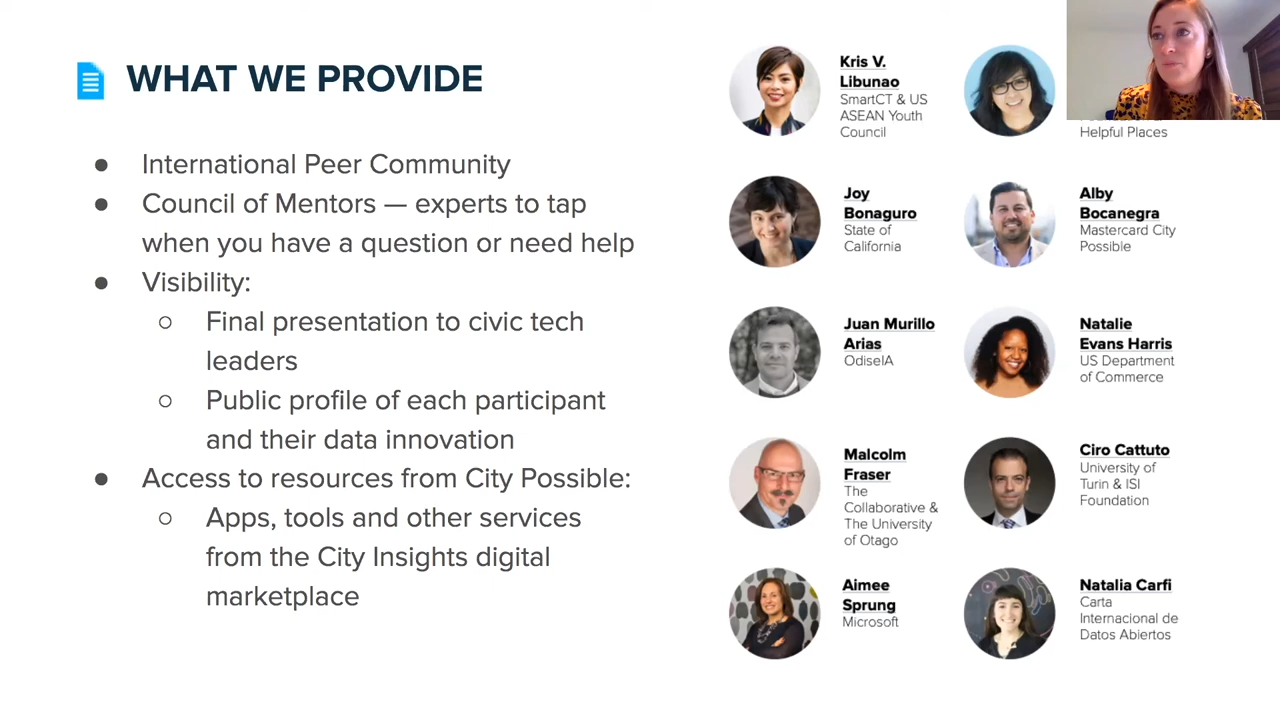 WHAT WE PROVIDE
● International Peer Community
● Council of Mentors — experts to tap
when you have a question or need help
● Visibility:
○ Final presentation to civic tech
leaders
○ Public profile of each participant
and their data innovation
● Access to resources from City Possible:
○ Apps, tools and other services
from the City Insights digital
marketplace
Kris V.
Libunao
SmartCT & US
ASEAN Youth
Council
Helpful Places
Joy
Bonaguro
State of
California
Alby
Bocanegra
Mastercard City
Possible
Juan Murillo
Arias
OdiseIA
Natalie
Evans Harris
US Department
of Commerce
Malcolm
Fraser
The
Collaborative &
The University
of Otago
Ciro Cattuto
University of
Turin & ISI
Foundation
Aimee
Sprung
Microsoft
Natalia Carfi
Carta
Internacional de
Datos Abiertos